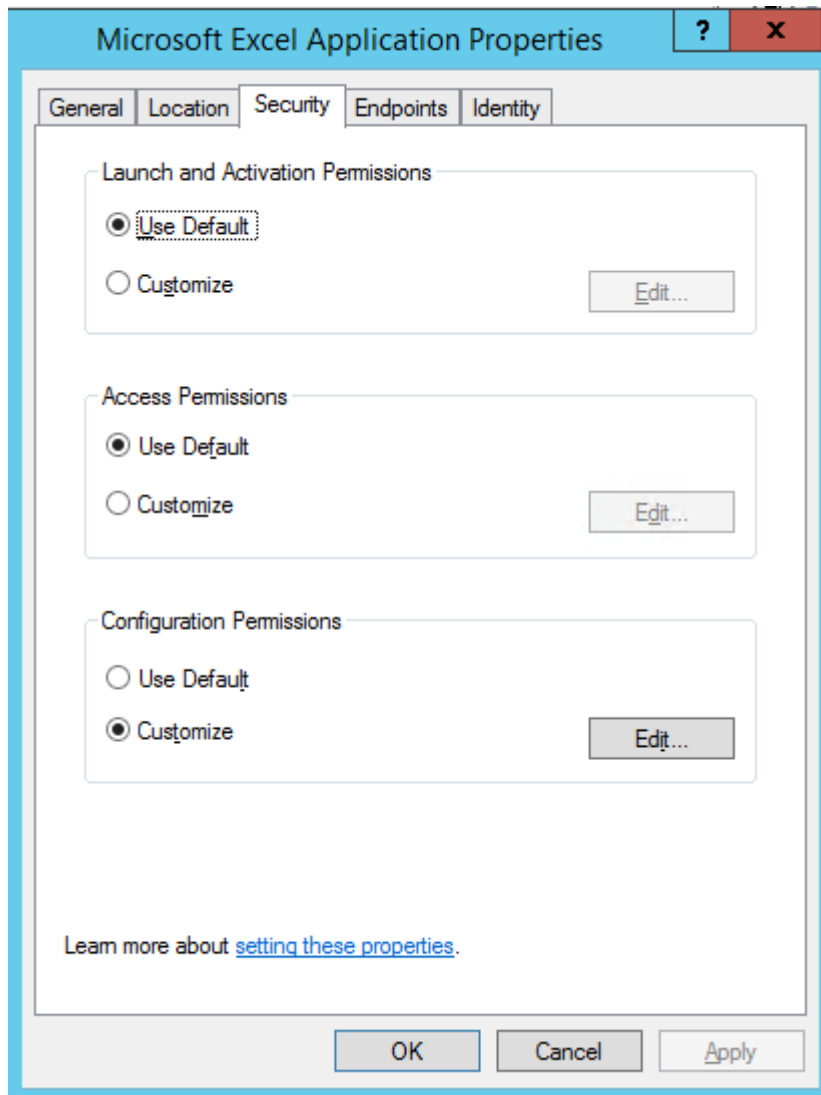 Microsoft Excel Application Properties ? x
General Location Security Endpoints Identity
Launch and Activation Permissions
Use Default
Customize
Edit...
Access Permissions
Use Default
Customize
Edit...
Configuration Permissions
Use Default
Customize
Edit...
Learn more about setting these properties.
OK Cancel Apply